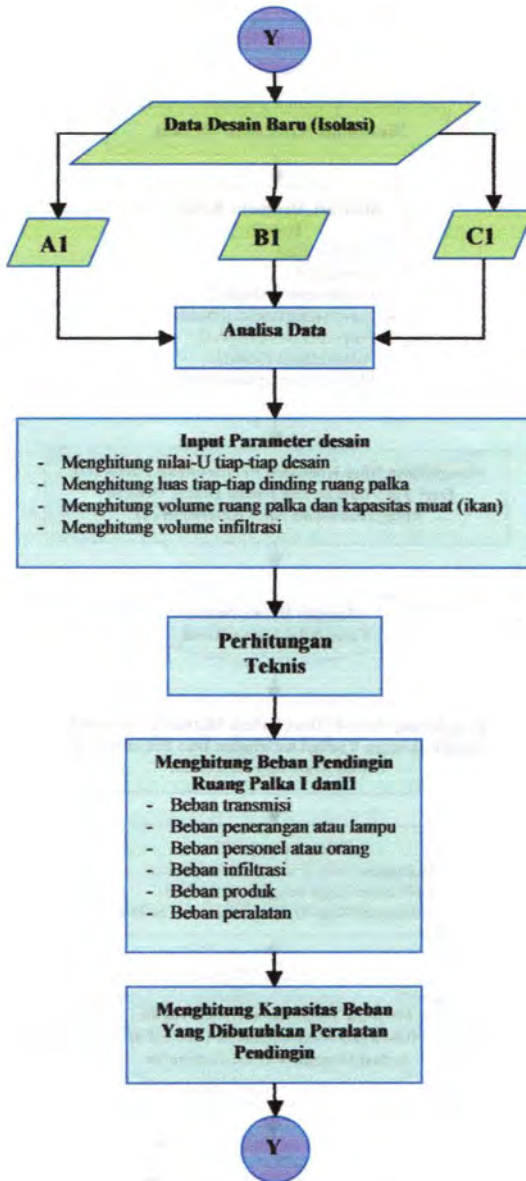 Y
Data Desain Baru (Isolasi)
A1
B1
C1
Analisa Data
Input Parameter desain
- Menghitung nilai-U tiap-tiap desain
- Menghitung luas tiap-tiap dinding ruang palka
- Menghitung volume ruang palka dan kapasitas muat (ikan)
- Menghitung volume infiltrasi
Perhitungan
Teknis
Menghitung Beban Pendingin
Ruang Palka I danII
- Beban transmisi
- Beban penerangan atau lampu
- Beban personel atau orang
- Beban infiltrasi
- Beban produk
- Beban peralatan
Menghitung Kapasitas Beban
Yang Dibutuhkan Peralatan
Pendingin
Y